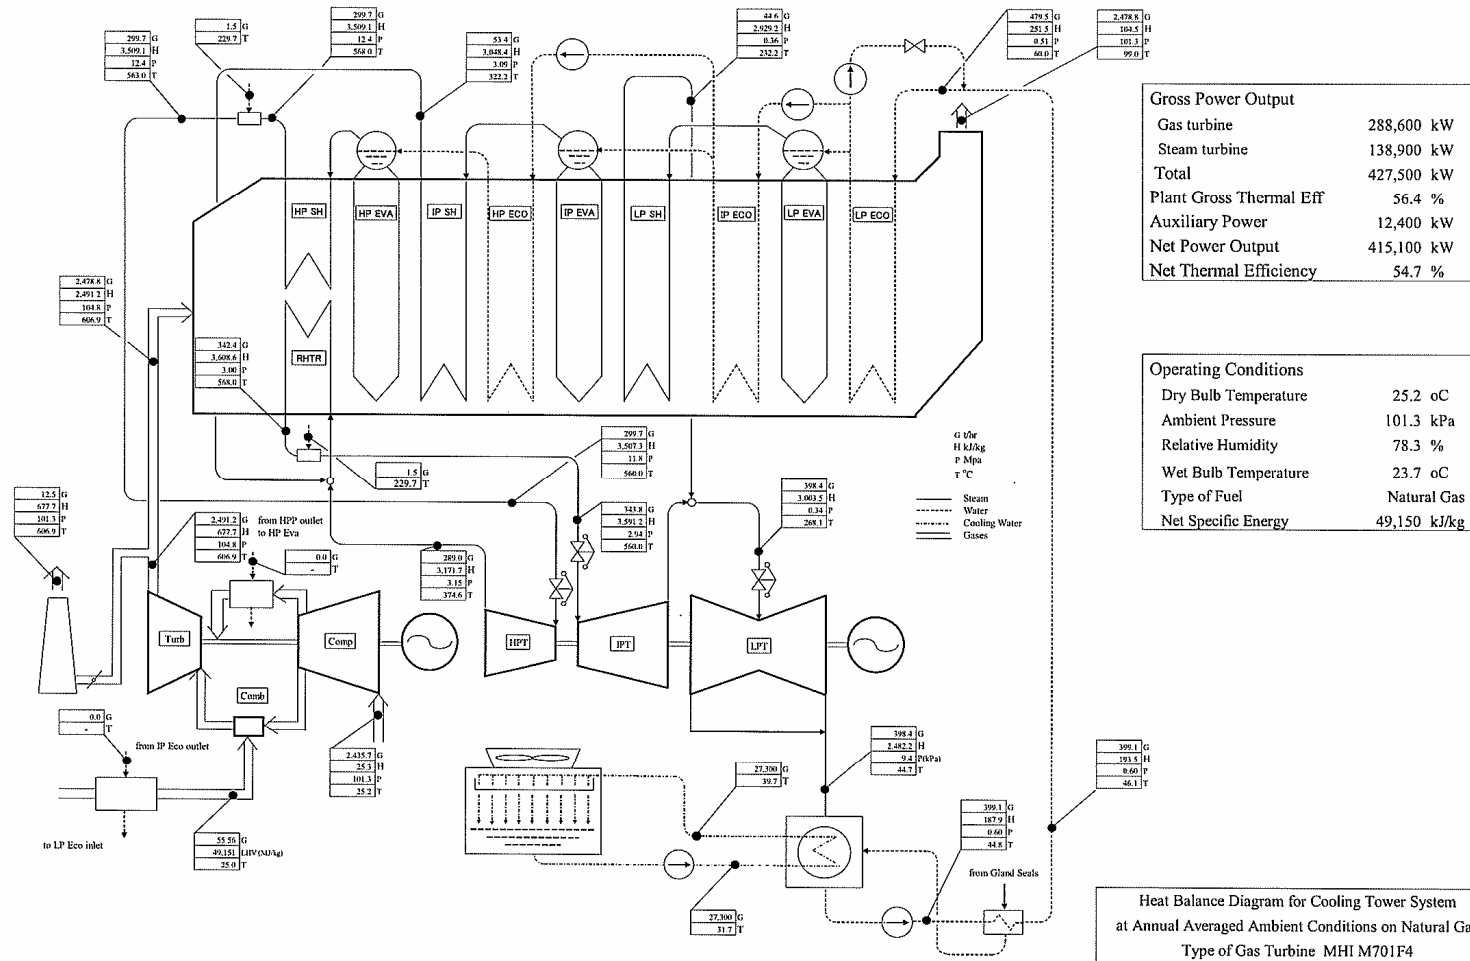 299.7 G
3,509.1 H
12.4 P
563.0 T
1.5 G
229.7 T
299.7 G
3,509.1 H
12.4 P
568.0 T
53.4 G
3,048.4 H
3.09 P
322.2 T
44.6 G
2,929.2 H
0.36 P
232.2 T
479.5 G
251.5 H
0.51 P
60.0 T
2,478.8 G
104.5 H
101.3 P
99.0 T
Gross Power Output
Gas turbine 288,600 kW
Steam turbine 138,900 kW
Total 427,500 kW
Plant Gross Thermal Eff 56.4 %
Auxiliary Power 12,400 kW
Net Power Output 415,100 kW
Net Thermal Efficiency 54.7 %
HP SH
HP EVA
IP SH
HP ECO
IP EVA
LP SH
IP ECO
LP EVA
LP ECO
2,478.8 G
2,491.2 H
104.8 P
606.9 T
342.4 G
3,608.6 H
3.00 P
568.0 T
RHTR
Operating Conditions
Dry Bulb Temperature 25.2 oC
Ambient Pressure 101.3 kPa
Relative Humidity 78.3 %
Wet Bulb Temperature 23.7 oC
Type of Fuel Natural Gas
Net Specific Energy 49,150 kJ/kg
G t/hr
H kJ/kg
P Mpa
T °C
Steam
Water
Cooling Water
Gases
299.7 G
3,507.3 H
11.8 P
560.0 T
1.5 G
229.7 T
12.5 G
677.7 H
101.3 P
606.9 T
2,491.2 G
677.7 H
104.8 P
606.9 T
from HPP outlet
to HP Eva
0.0 G
- T
289.0 G
3,171.7 H
3.15 P
374.6 T
343.8 G
3,591.2 H
2.94 P
560.0 T
398.4 G
3,003.5 H
0.34 P
268.1 T
Turb
Comp
HPT
IPT
LPT
Comb
0.0 G
- T
from IP Eco outlet
to LP Eco inlet
55.56 G
49,151 LHV(MJ/kg)
25.0 T
2,435.7 G
25.3 H
101.3 P
25.2 T
27,300 G
39.7 T
398.4 G
2,482.2 H
9.4 P(kPa)
44.7 T
27,300 G
31.7 T
399.1 G
187.9 H
0.60 P
44.8 T
399.1 G
193.5 H
0.60 P
46.1 T
from Gland Seals
Heat Balance Diagram for Cooling Tower System
at Annual Averaged Ambient Conditions on Natural Ga
Type of Gas Turbine MHI M701F4